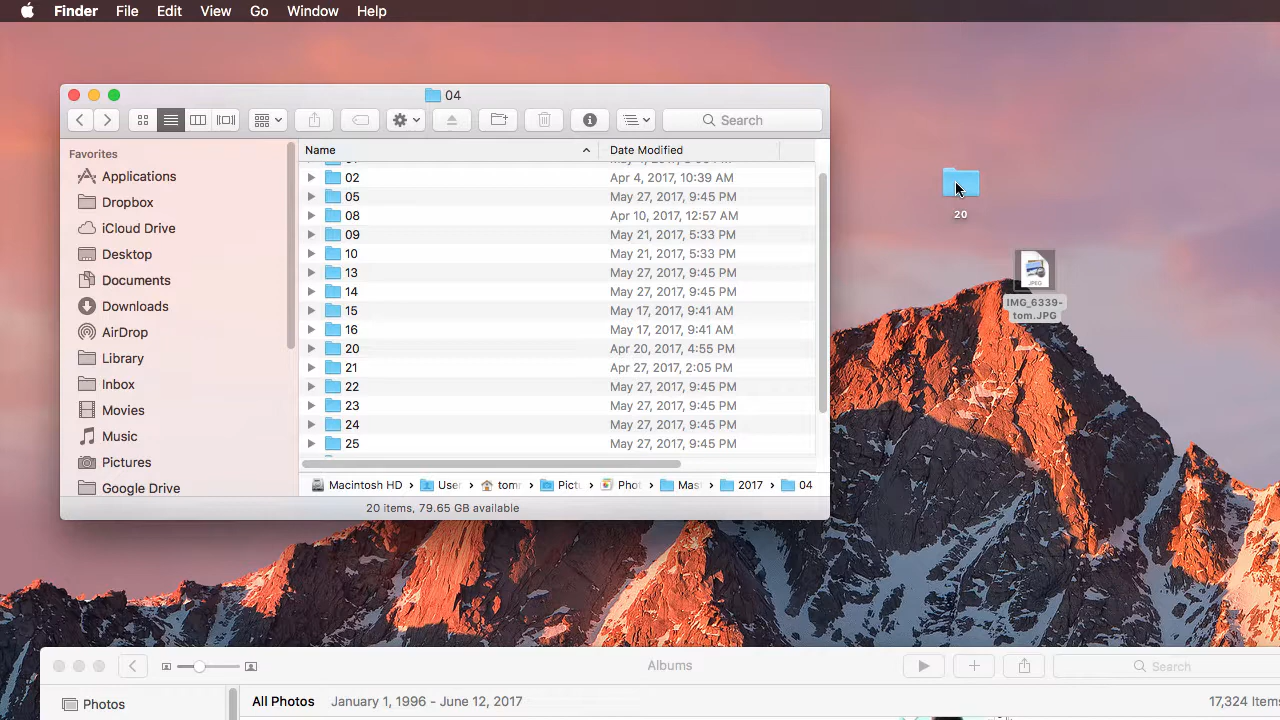 Finder File Edit View Go Window Help
04
Search
Favorites
Applications
Dropbox
iCloud Drive
Desktop
Documents
Downloads
AirDrop
Library
Inbox
Movies
Music
Pictures
Google Drive
Name Date Modified
02 Apr 4, 2017, 10:39 AM
05 May 27, 2017, 9:45 PM
08 Apr 10, 2017, 12:57 AM
09 May 21, 2017, 5:33 PM
10 May 21, 2017, 5:33 PM
13 May 27, 2017, 9:45 PM
14 May 27, 2017, 9:45 PM
15 May 17, 2017, 9:41 AM
16 May 17, 2017, 9:41 AM
20 Apr 20, 2017, 4:55 PM
21 Apr 27, 2017, 2:05 PM
22 May 27, 2017, 9:45 PM
23 May 27, 2017, 9:45 PM
24 May 27, 2017, 9:45 PM
25 May 27, 2017, 9:45 PM
Macintosh HD › User › tomr › Pictu › Phot › Mas › 2017 › 04
20 items, 79.65 GB available
20
JPEG
IMG_6339-
tom.JPG
Albums
Search
Photos
All Photos January 1, 1996 - June 12, 2017
17,324 Items